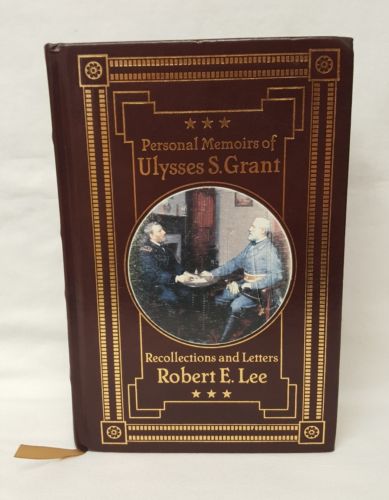 Personal Memoirs of
Ulysses S. Grant
Recollections and Letters
Robert E. Lee